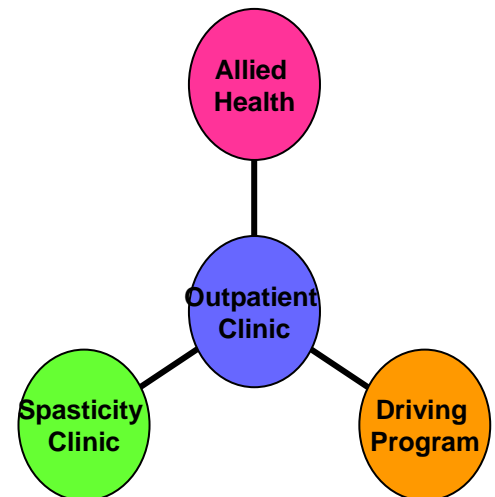 Allied
Health
Outpatient
Clinic
Spasticity
Clinic
Driving
Program